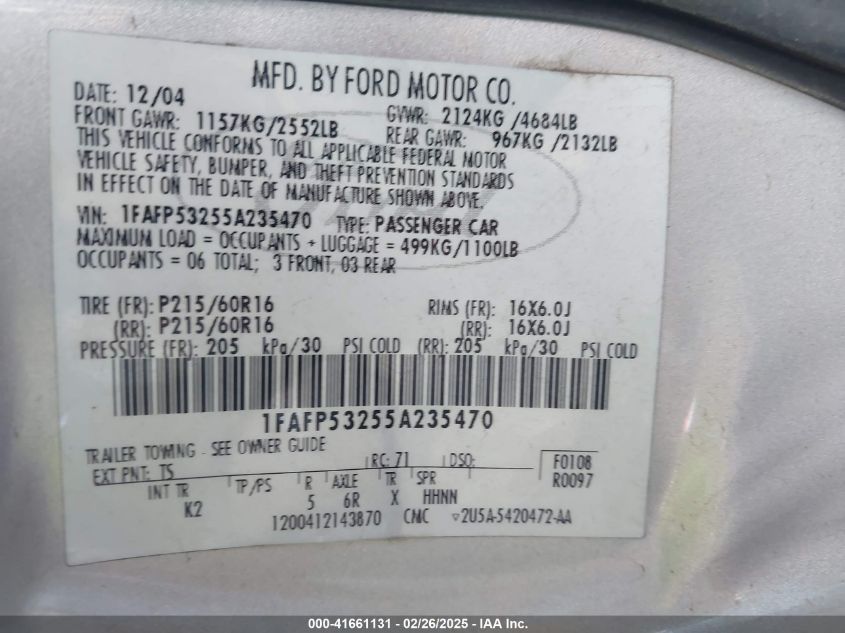 MFD. BY FORD MOTOR CO.
DATE: 12/04 GVWR: 2124KG /4684LB
FRONT GAWR: 1157KG/2552LB REAR GAWR: 967KG /2132LB
THIS VEHICLE CONFORMS TO ALL APPLICABLE FEDERAL MOTOR
VEHICLE SAFETY, BUMPER, AND THEFT PREVENTION STANDARDS
IN EFFECT ON THE DATE OF MANUFACTURE SHOWN ABOVE.
VIN: 1FAFP53255A235470 TYPE: PASSENGER CAR
MAXIMUM LOAD = OCCUPANTS + LUGGAGE = 499KG/1100LB
OCCUPANTS = 06 TOTAL; 3 FRONT, 03 REAR
TIRE (FR): P215/60R16 RIMS (FR): 16X6.0J
(RR): P215/60R16 (RR): 16X6.0J
PRESSURE (FR): 205 kPa/30 PSI COLD (RR): 205 kPa/30 PSI COLD
1FAFP53255A235470
TRAILER TOWING - SEE OWNER GUIDE
EXT PNT: TS RC: 71 DSO: F0108
INT TR TP/PS R AXLE TR SPR R0097
K2 5 6R X HHNN
1200412143870 CMC 2U5A-5420472-AA
000-41661131 - 02/26/2025 - IAA Inc.